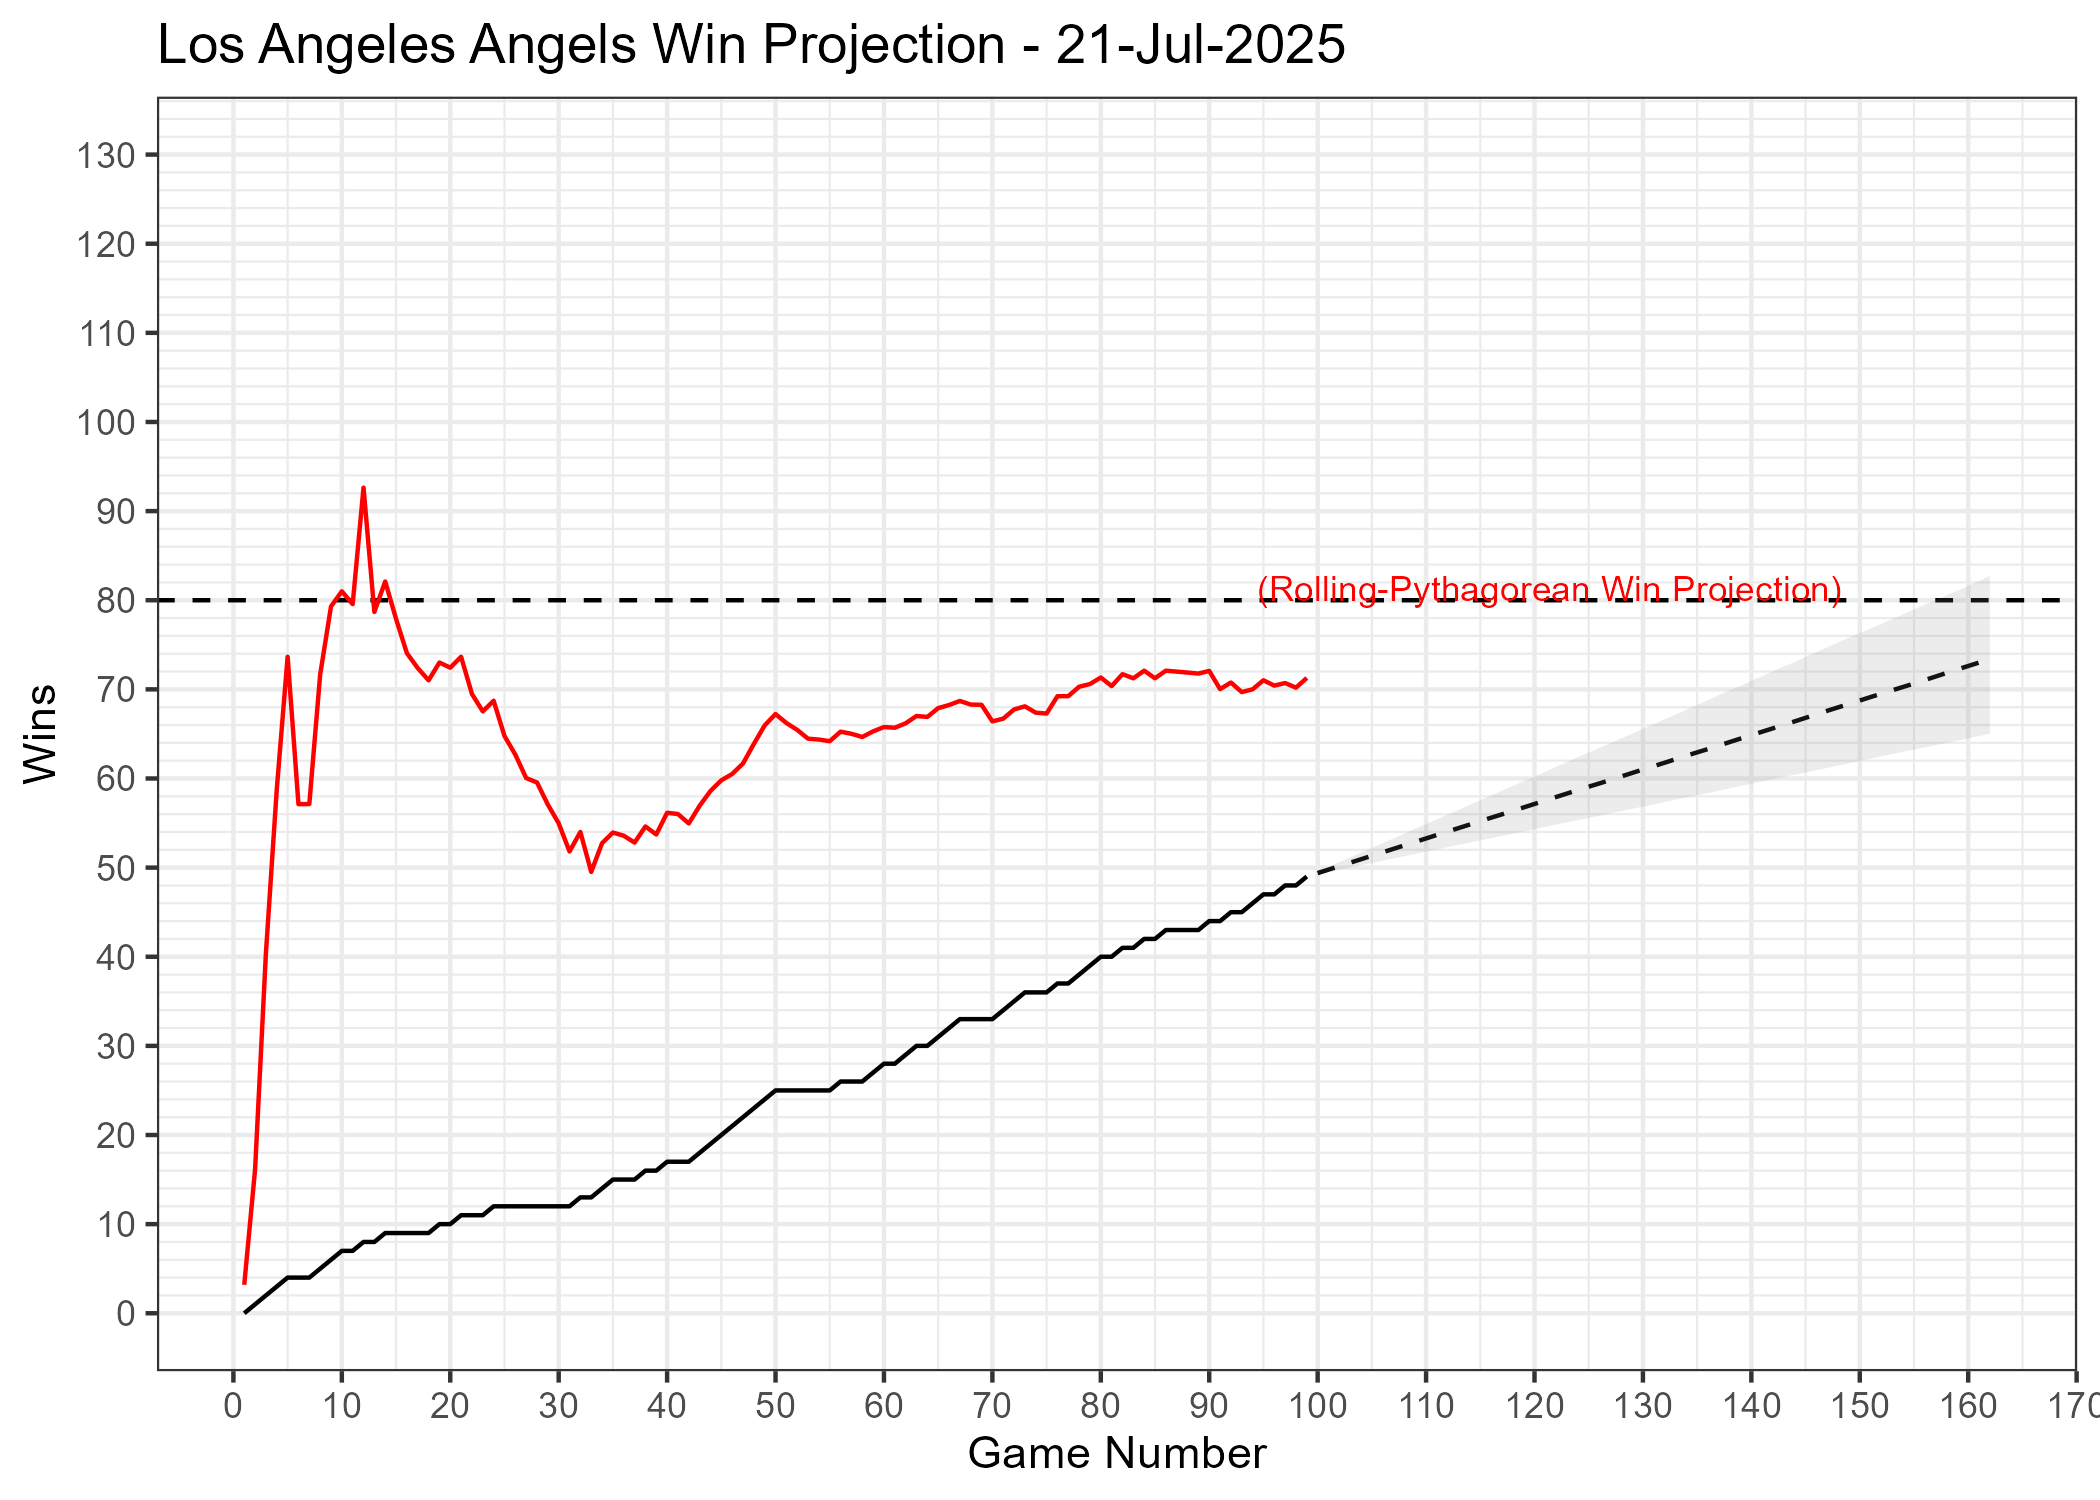 Los Angeles Angels Win Projection - 21-Jul-2025
130
120
110
100
90
80
70
60
50
40
30
20
10
0
Wins
(Rolling-Pythagorean Win Projection)
0 10 20 30 40 50 60 70 80 90 100 110 120 130 140 150 160 170
Game Number